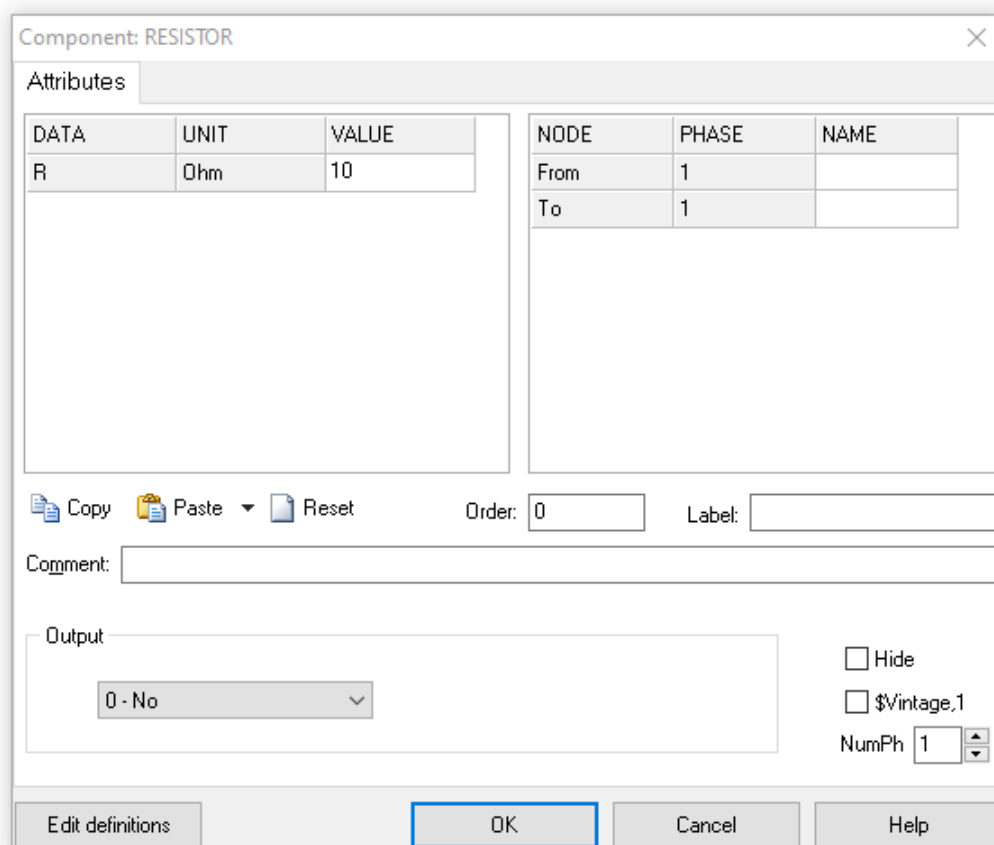 Component: RESISTOR
Attributes
DATA UNIT VALUE
R Ohm 10
NODE PHASE NAME
From 1
To 1
Copy Paste Reset Order: 0 Label:
Comment:
Output
0 - No
Hide
$Vintage,1
NumPh 1
Edit definitions OK Cancel Help